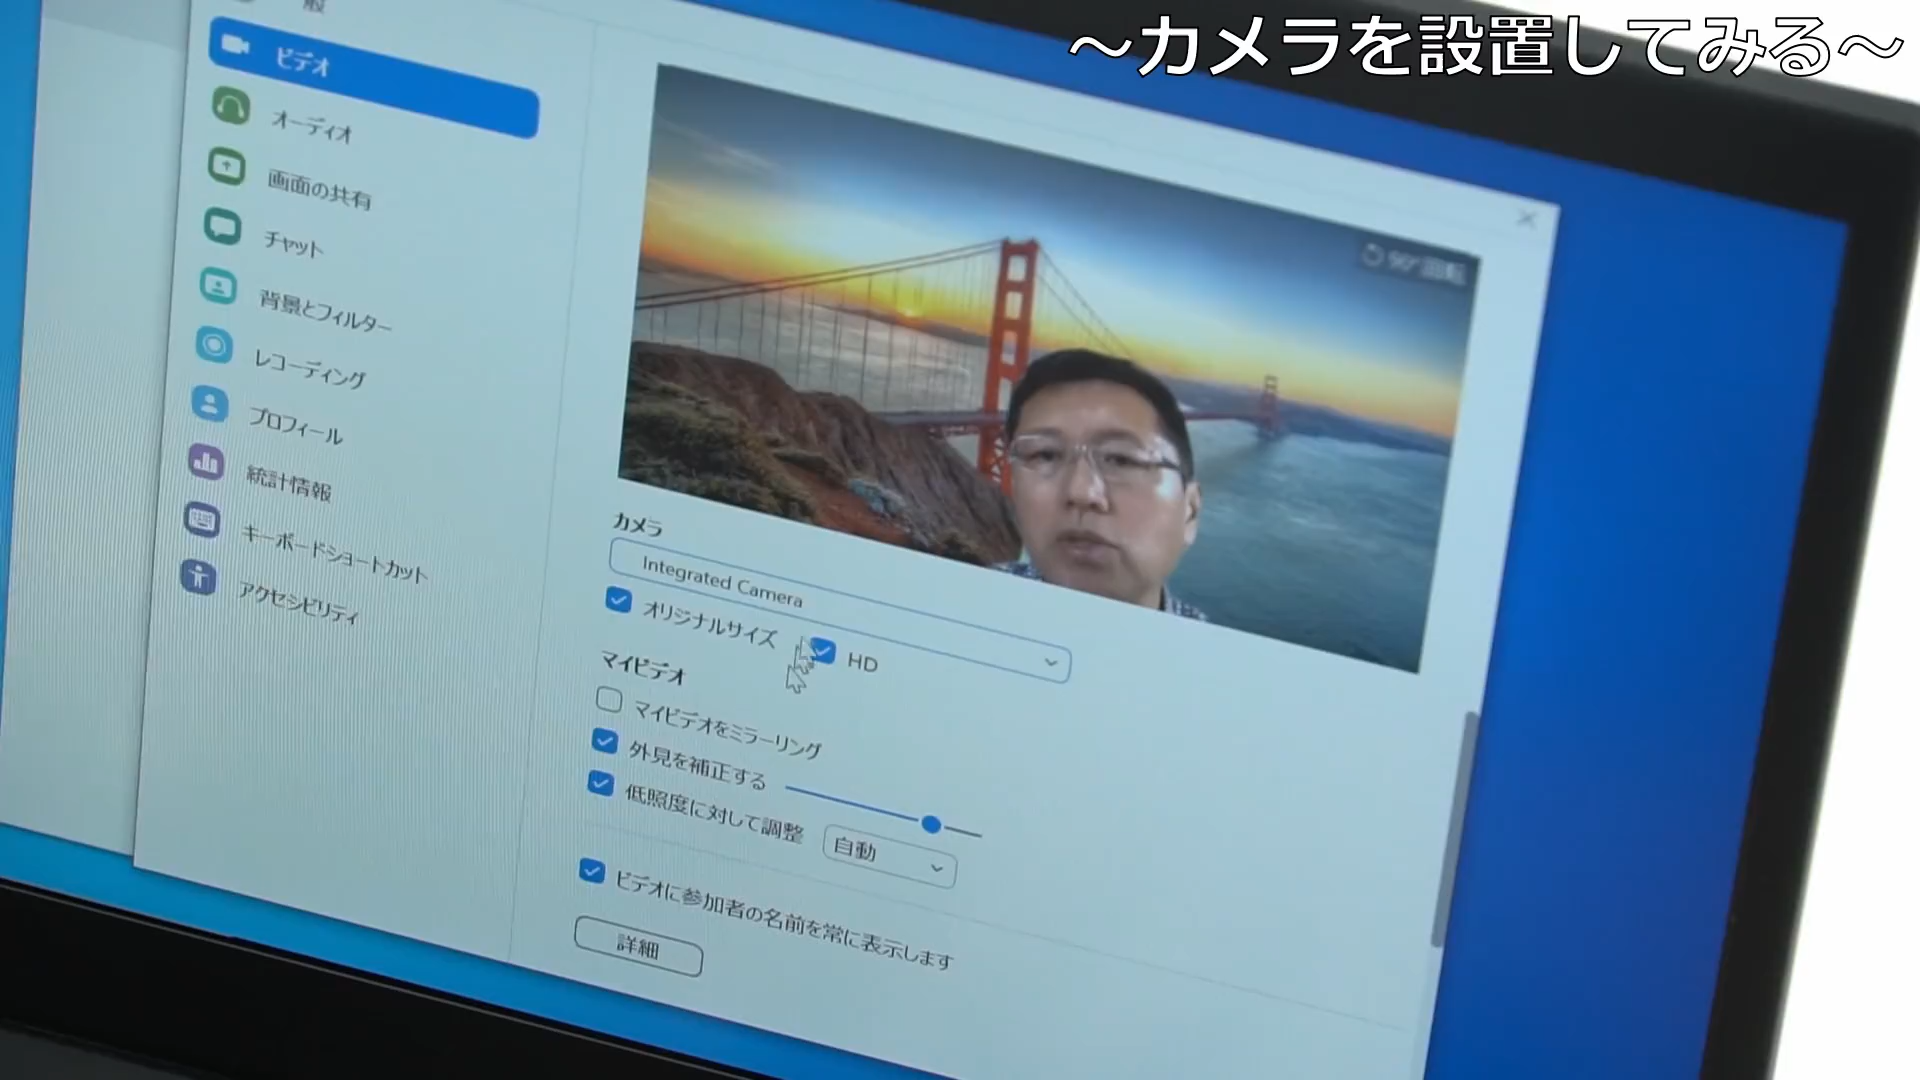 ～カメラを設置してみる～
般
ビデオ
オーディオ
画面の共有
チャット
背景とフィルター
レコーディング
プロフィール
統計情報
キーボードショートカット
アクセシビリティ
90°回転
カメラ
Integrated Camera
オリジナルサイズ
HD
マイビデオ
マイビデオをミラーリング
外見を補正する
低照度に対して調整
自動
ビデオに参加者の名前を常に表示します
詳細